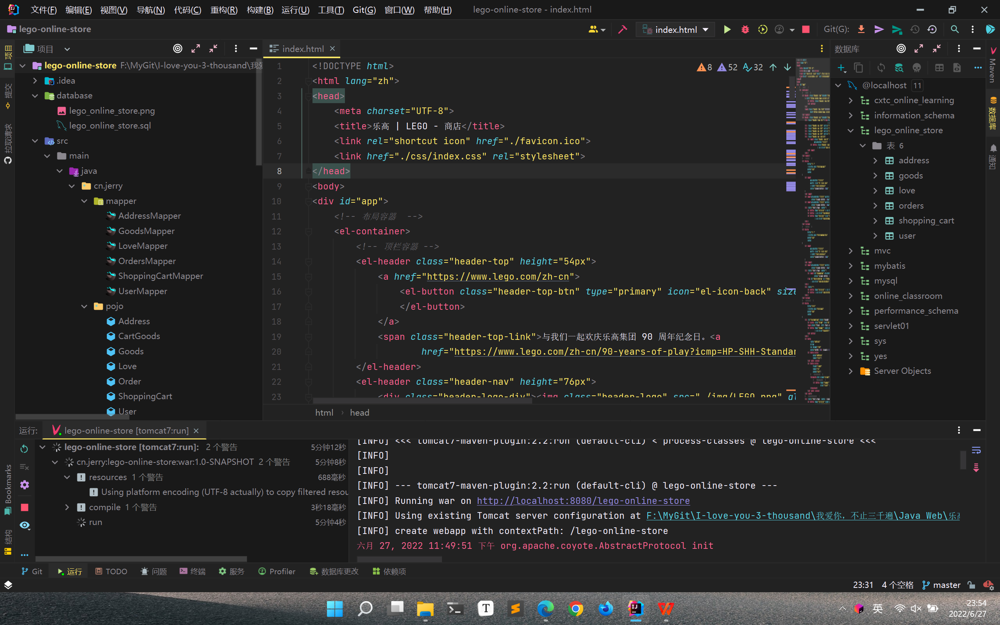 文件(F) 编辑(E) 视图(V) 导航(N) 代码(C) 重构(R) 构建(B) 运行(U) 工具(T) Git(G) 窗口(W) 帮助(H) lego-online-store - index.html
lego-online-store index.html Git(G):
项目
提交
拉取请求
Bookmarks
结构
项目
lego-online-store F:\MyGit\I-love-you-3-thousand\我爱
.idea
database
lego_online_store.png
lego_online_store.sql
src
main
java
cn.jerry
mapper
AddressMapper
GoodsMapper
LoveMapper
OrdersMapper
ShoppingCartMapper
UserMapper
pojo
Address
CartGoods
Goods
Love
Order
ShoppingCart
User
index.html
8 52 32
1 <!DOCTYPE html>
2 <html lang="zh">
3 <head>
4 <meta charset="UTF-8">
5 <title>乐高 | LEGO - 商店</title>
6 <link rel="shortcut icon" href="./favicon.ico">
7 <link href="./css/index.css" rel="stylesheet">
8 </head>
9 <body>
10 <div id="app">
11 <!-- 布局容器  -->
12 <el-container>
13 <!-- 顶栏容器 -->
14 <el-header class="header-top" height="54px">
15 <a href="https://www.lego.com/zh-cn">
16 <el-button class="header-top-btn" type="primary" icon="el-icon-back" size
17 </el-button>
18 </a>
19 <span class="header-top-link">与我们一起欢庆乐高集团 90 周年纪念日。<a
20 href="https://www.lego.com/zh-cn/90-years-of-play?icmp=HP-SHH-Standar
21 </el-header>
22 <el-header class="header-nav" height="76px">
23 <div class="header-logo-div"><img class="header-logo" src="./img/LEGO.png" al
html › head
数据库
@localhost 11
cxtc_online_learning
information_schema
lego_online_store
表 6
address
goods
love
orders
shopping_cart
user
mvc
mybatis
mysql
online_classroom
performance_schema
servlet01
sys
yes
Server Objects
Maven
数据库
通知
运行: lego-online-store [tomcat7:run]
lego-online-store [tomcat7:run]: 2 个警告 5分钟12秒
cn.jerry:lego-online-store:war:1.0-SNAPSHOT 2 个警告 5分钟8秒
resources 1 个警告 688毫秒
Using platform encoding (UTF-8 actually) to copy filtered resou
compile 1 个警告 3秒18毫秒
run 5分钟4秒
[INFO] <<< tomcat7-maven-plugin:2.2:run (default-cli) < process-classes @ lego-online-store <<<
[INFO]
[INFO]
[INFO] --- tomcat7-maven-plugin:2.2:run (default-cli) @ lego-online-store ---
[INFO] Running war on http://localhost:8080/lego-online-store
[INFO] Using existing Tomcat server configuration at F:\MyGit\I-love-you-3-thousand\我爱你，不止三千遍\Java Web\乐高
[INFO] create webapp with contextPath: /lego-online-store
六月 27, 2022 11:49:51 下午 org.apache.coyote.AbstractProtocol init
Git 运行 TODO 问题 终端 服务 Profiler 数据库更改 依赖项
23:31 4 个空格 master
英 23:54
2022/6/27